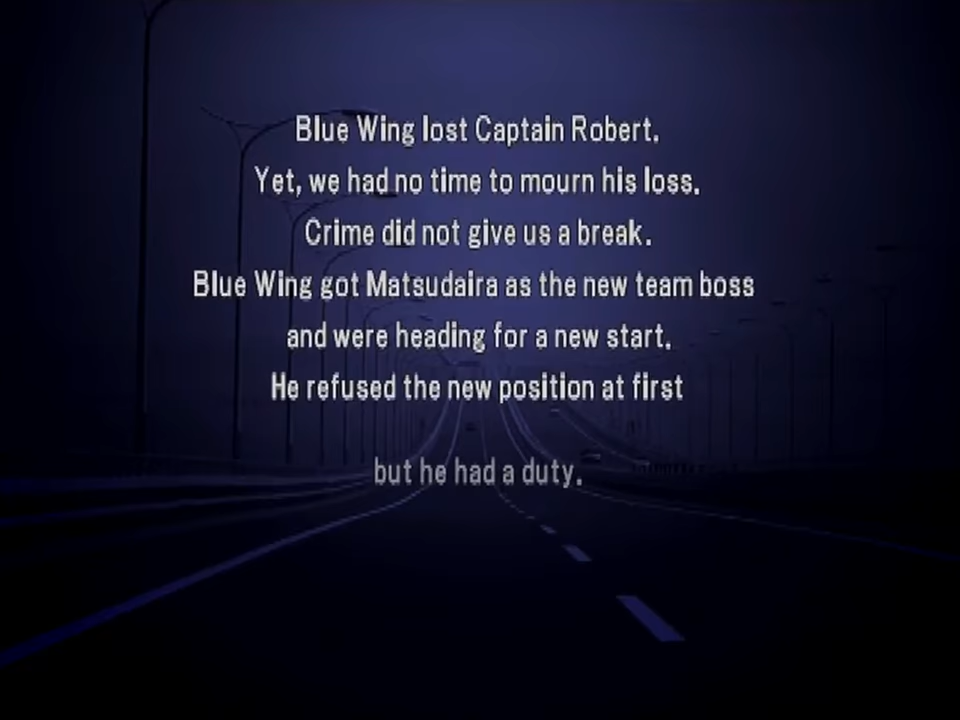 Blue Wing lost Captain Robert.
Yet, we had no time to mourn his loss.
Crime did not give us a break.
Blue Wing got Matsudaira as the new team boss
and were heading for a new start.
He refused the new position at first
but he had a duty.